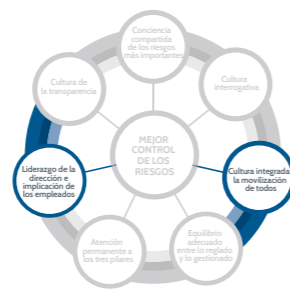 Conciencia
compartida
de los riesgos
más importantes
Cultura de
la transparencia
Cultura
interrogativa
MEJOR
CONTROL
DE LOS
RIESGOS
Liderazgo de la
dirección e
implicación de
los empleados
Cultura integrada:
la movilización
de todos
Atención
permanente a
los tres pilares
Equilibrio
adecuado
entre lo reglado
y lo gestionado